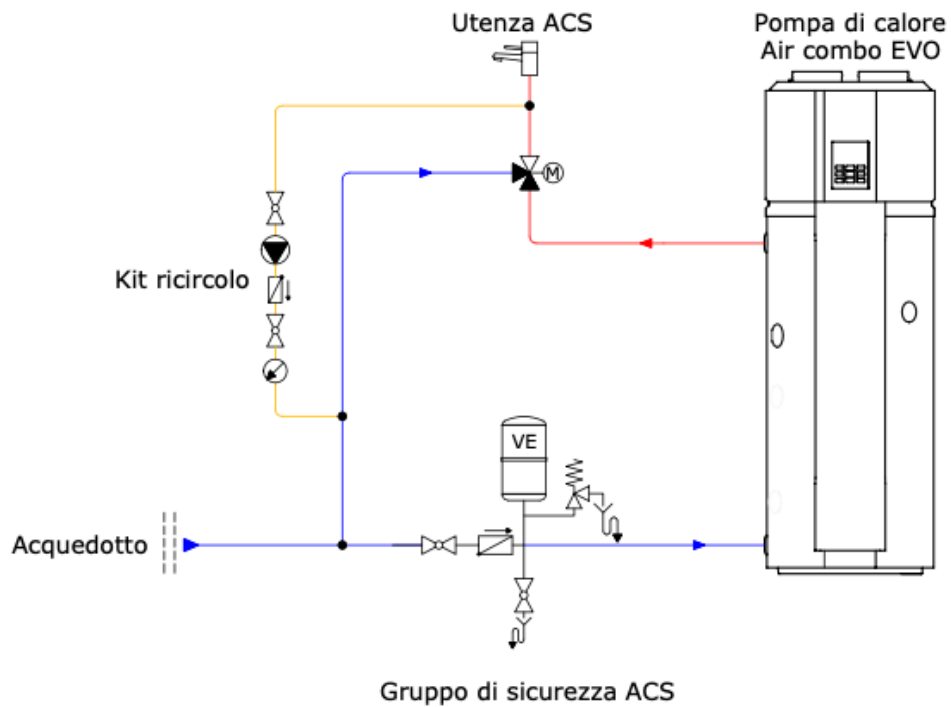 Utenza ACS
Pompa di calore
Air combo EVO
M
Kit ricircolo
VE
Acquedotto
Gruppo di sicurezza ACS